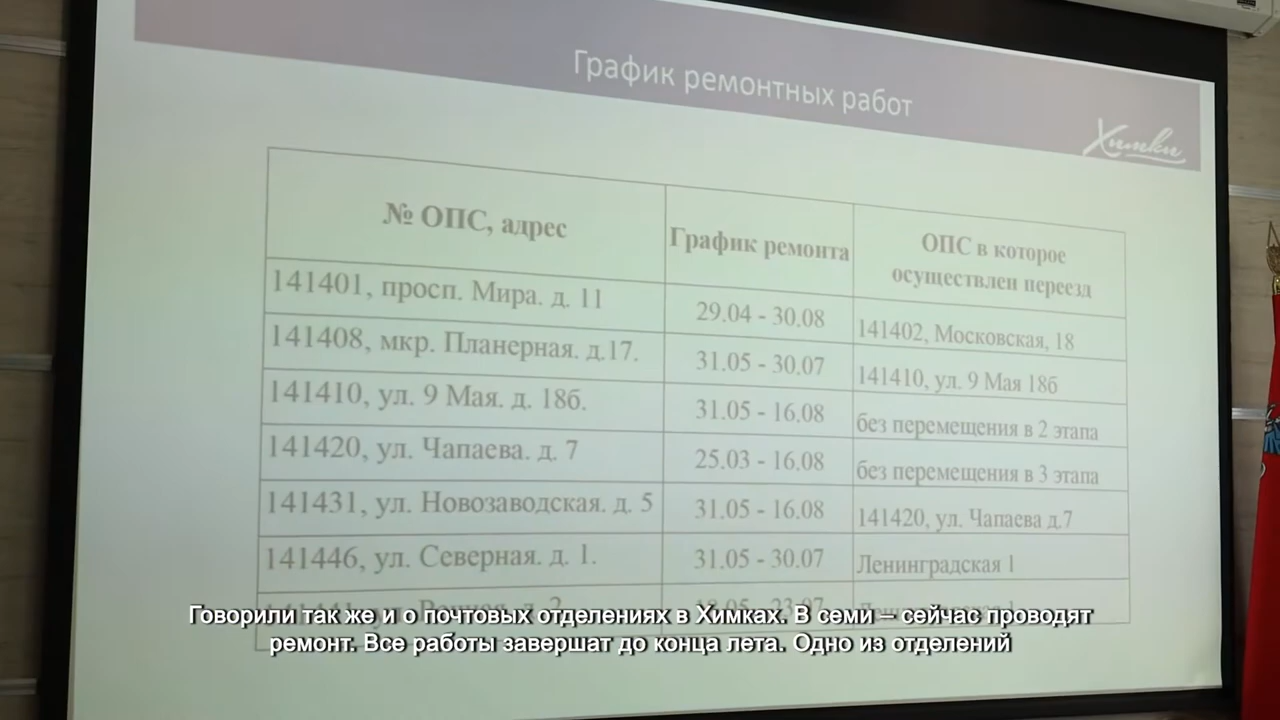 График ремонтных работ
Химки
№ ОПС, адрес
График ремонта
ОПС в которое
осуществлен переезд
141401, просп. Мира. д. 11
29.04 - 30.08
141402, Московская, 18
141408, мкр. Планерная. д.17.
31.05 - 30.07
141410, ул. 9 Мая 18б
141410, ул. 9 Мая. д. 18б.
31.05 - 16.08
без перемещения в 2 этапа
141420, ул. Чапаева. д. 7
25.03 - 16.08
без перемещения в 3 этапа
141431, ул. Новозаводская. д. 5
31.05 - 16.08
141420, ул. Чапаева д.7
141446, ул. Северная. д. 1.
31.05 - 30.07
Ленинградская 1
Говорили так же и о почтовых отделениях в Химках. В семи – сейчас проводят
ремонт. Все работы завершат до конца лета. Одно из отделений